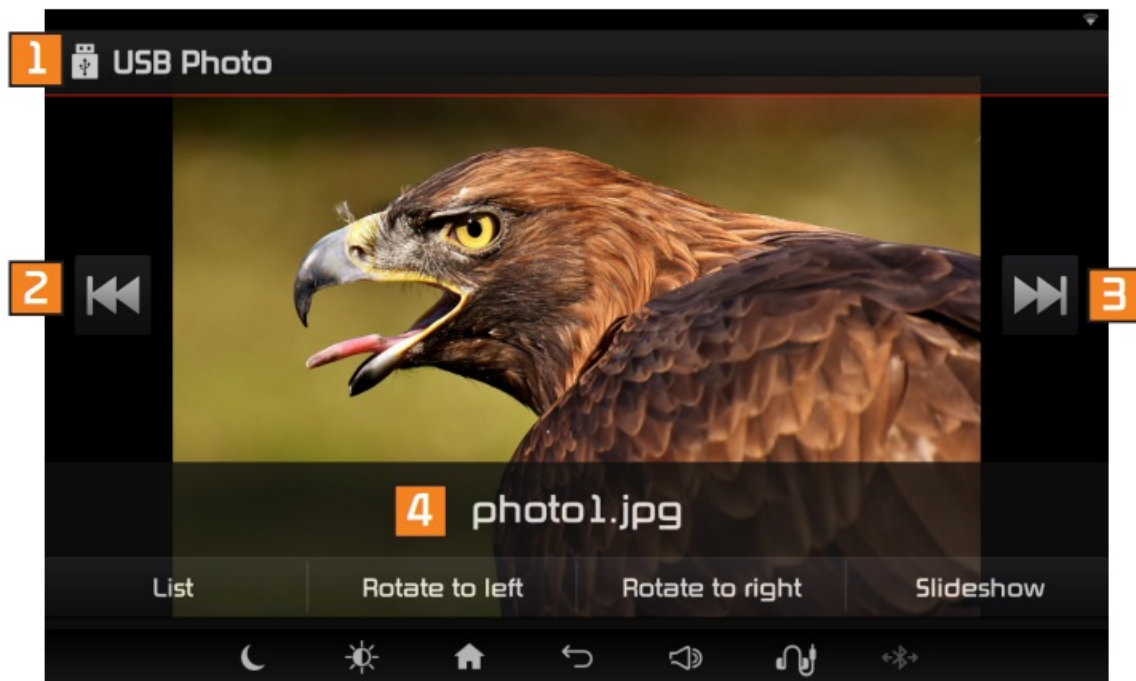 1 USB Photo
2
3
4 photo1.jpg
List Rotate to left Rotate to right Slideshow